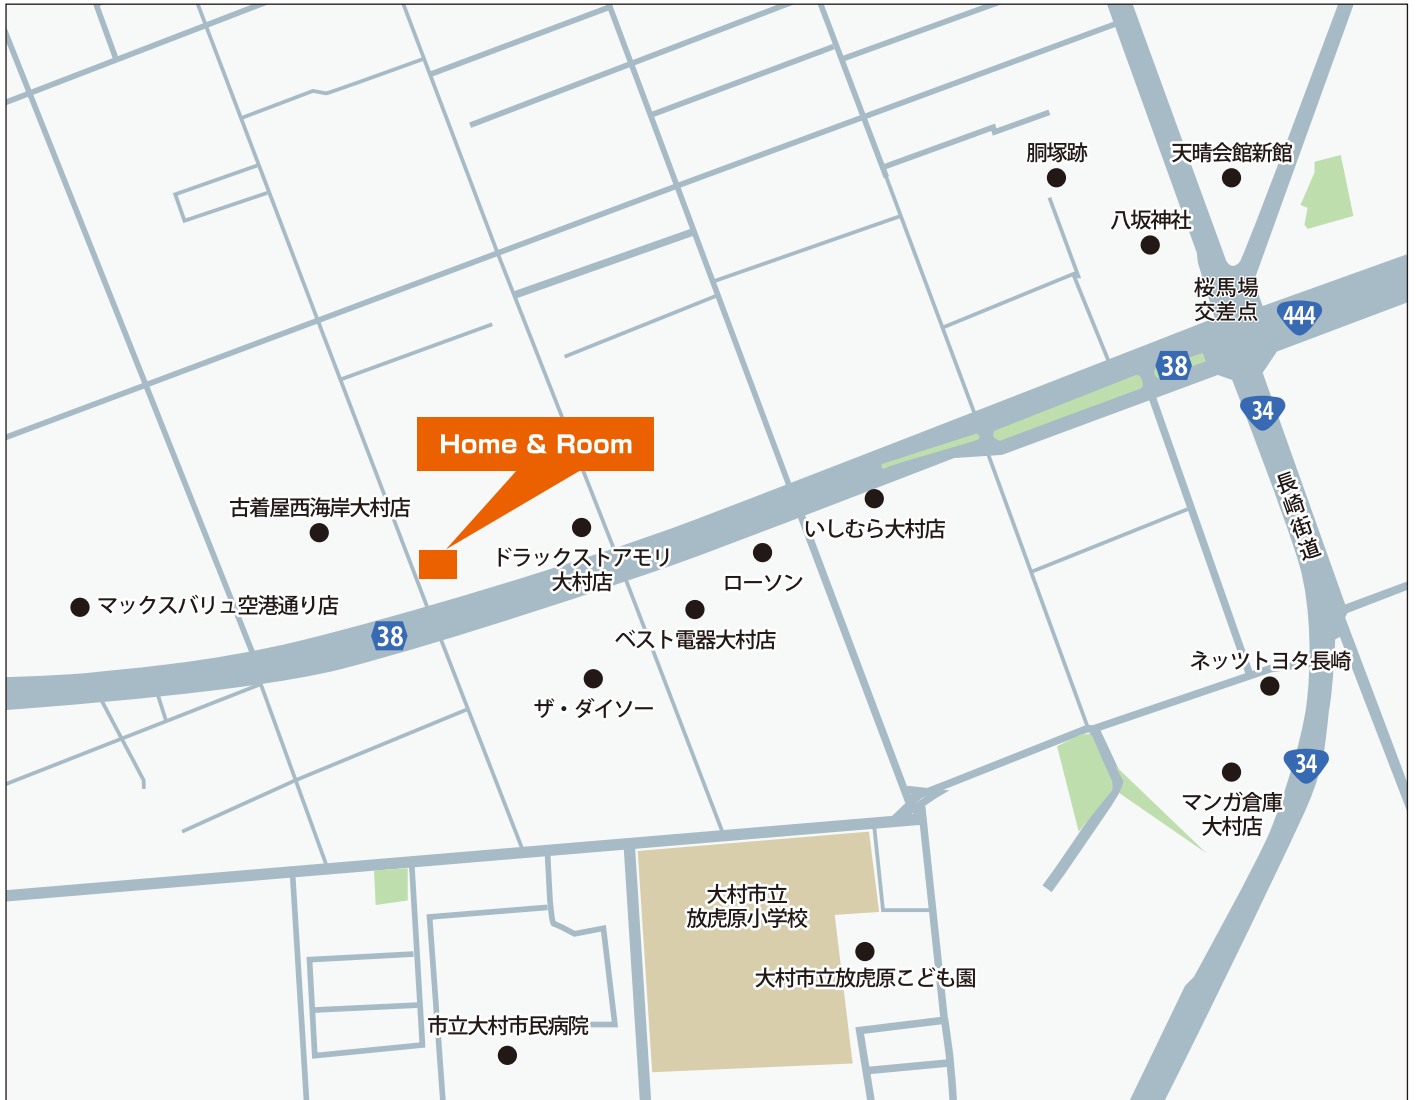 胴塚跡
天晴会館新館
八坂神社
桜馬場
交差点
444
38
34
Home & Room
長崎街道
古着屋西海岸大村店
いしむら大村店
ドラックストアモリ
大村店
ローソン
マックスバリュ空港通り店
38
ベスト電器大村店
ネッツトヨタ長崎
ザ・ダイソー
34
マンガ倉庫
大村店
大村市立
放虎原小学校
大村市立放虎原こども園
市立大村市民病院